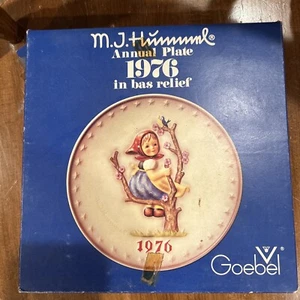 M.J.Hummel®
Annual Plate
1976
in bas relief
1976
Goebel